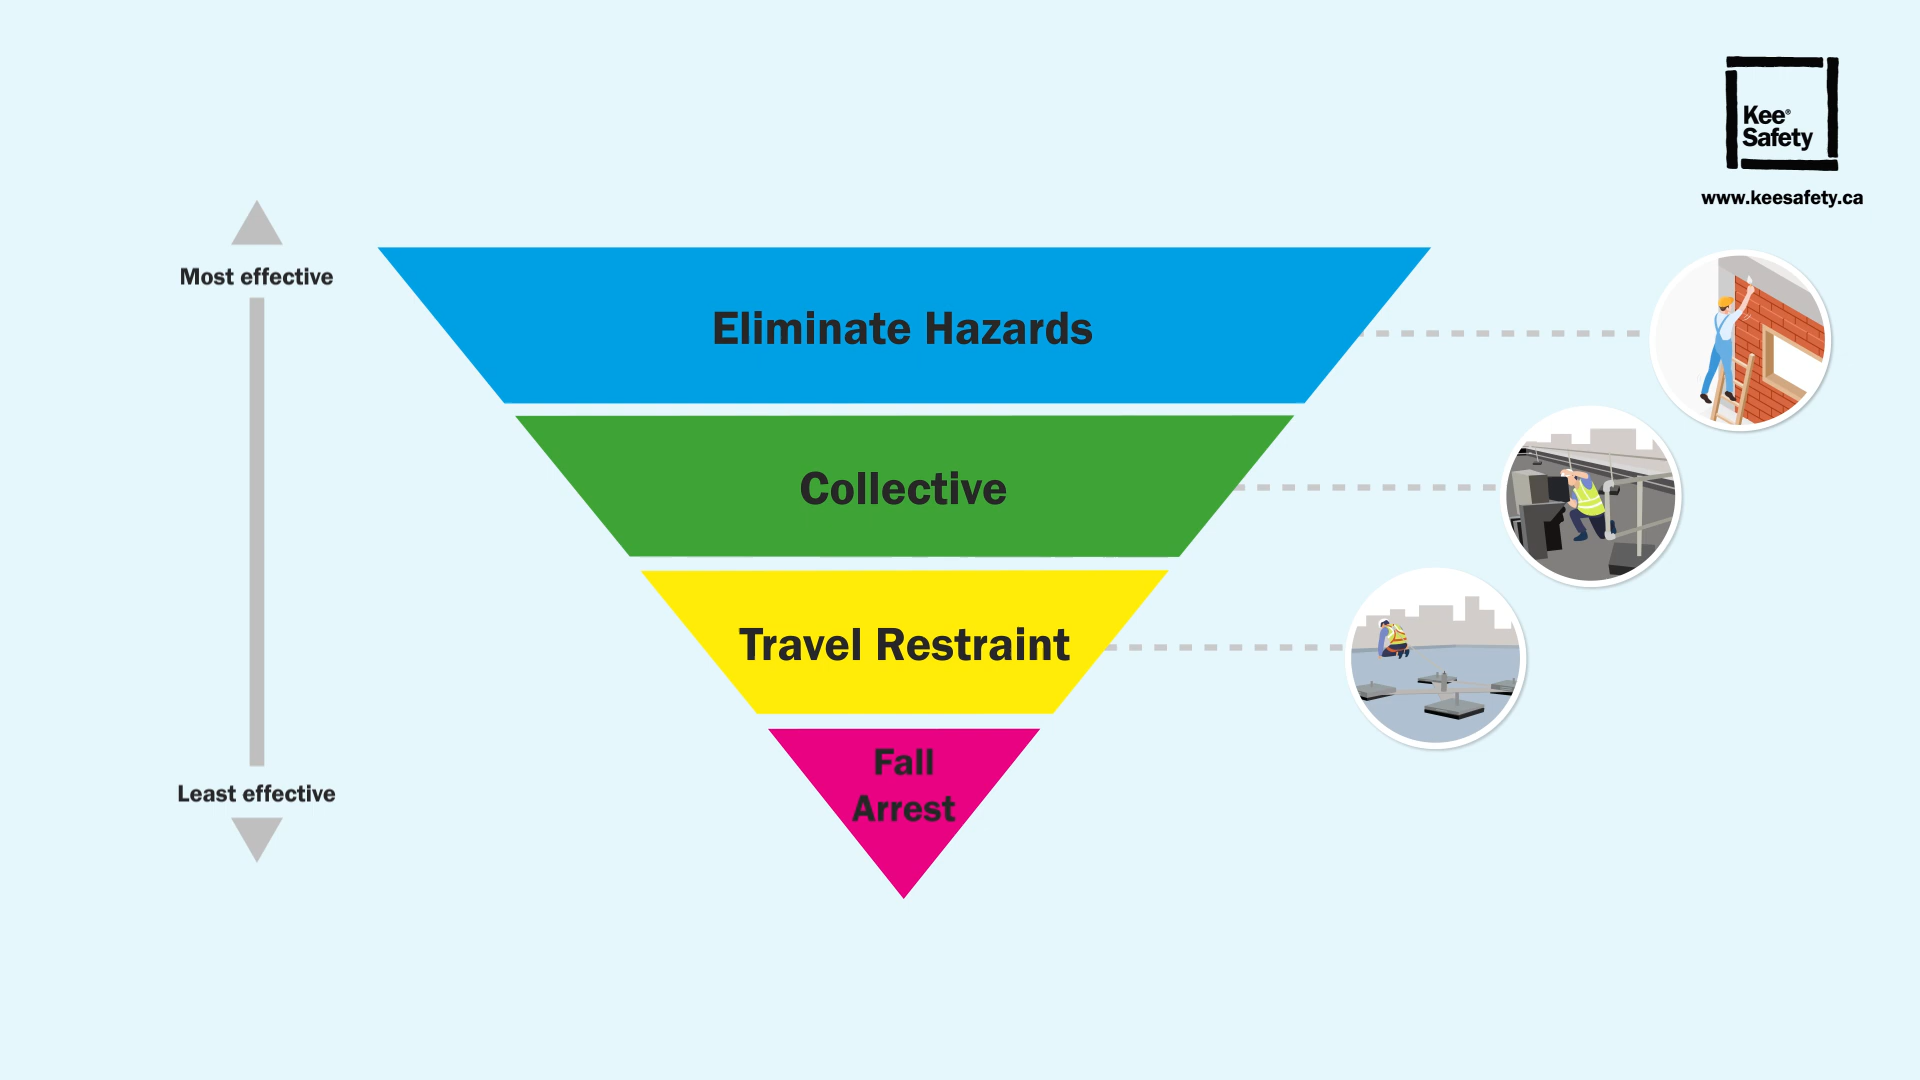 Kee®
Safety
www.keesafety.ca
Most effective
Eliminate Hazards
Collective
Travel Restraint
Fall
Arrest
Least effective